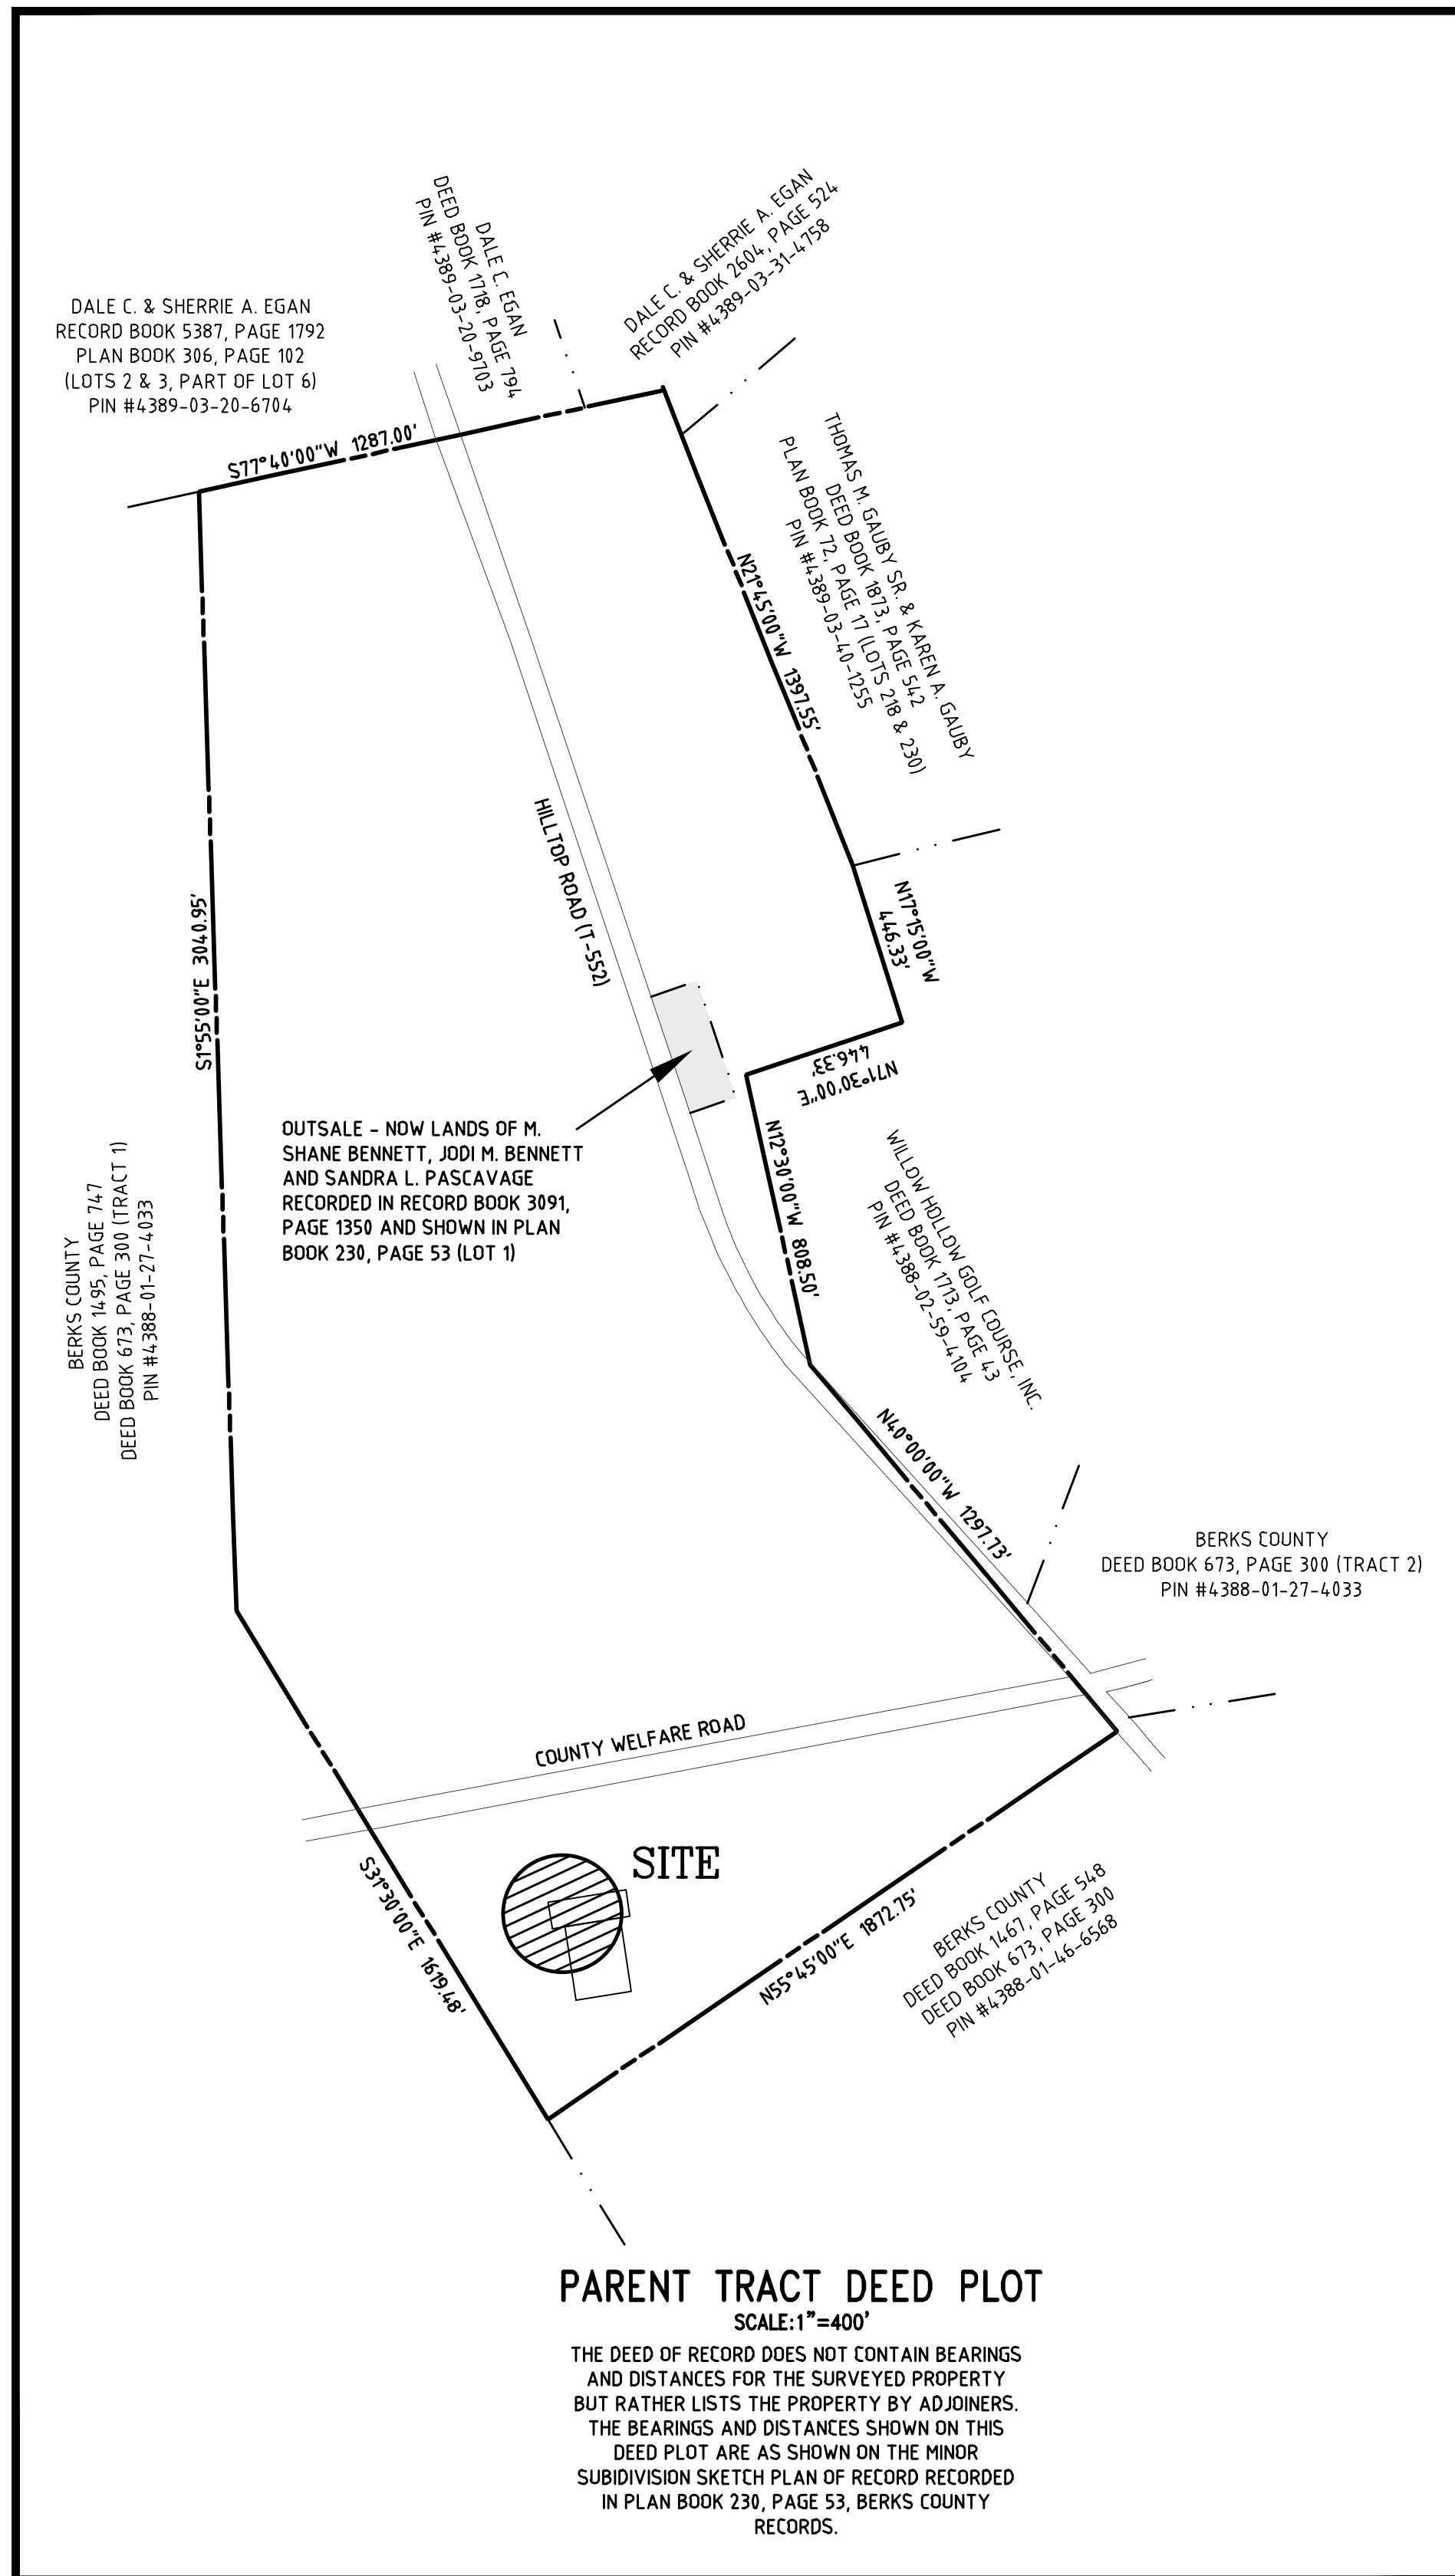 DALE C. & SHERRIE A. EGAN
RECORD BOOK 5387, PAGE 1792
PLAN BOOK 306, PAGE 102
(LOTS 2 & 3, PART OF LOT 6)
PIN #4389-03-20-6704
DALE C. EGAN
DEED BOOK 1718, PAGE 794
PIN #4389-03-20-9703
DALE C. & SHERRIE A. EGAN
RECORD BOOK 2604, PAGE 524
PIN #4389-03-31-4758
S77°40'00"W 1287.00'
THOMAS M. GAUBY SR. & KAREN A. GAUBY
DEED BOOK 1873, PAGE 542
PLAN BOOK 72, PAGE 17 (LOTS 218 & 230)
PIN #4389-03-40-1255
N21°45'00"W 1397.55'
HILLTOP ROAD (T-552)
S1°55'00"E 3040.95'
N17°15'00"W
446.33'
N71°30'00"E
446.33'
OUTSALE - NOW LANDS OF M.
SHANE BENNETT, JODI M. BENNETT
AND SANDRA L. PASCAVAGE
RECORDED IN RECORD BOOK 3091,
PAGE 1350 AND SHOWN IN PLAN
BOOK 230, PAGE 53 (LOT 1)
N12°30'00"W 808.50'
WILLOW HOLLOW GOLF COURSE, INC.
DEED BOOK 1713, PAGE 43
PIN #4388-02-59-4104
BERKS COUNTY
DEED BOOK 1495, PAGE 747
DEED BOOK 673, PAGE 300 (TRACT 1)
PIN #4388-01-27-4033
N40°00'00"W 1297.73'
BERKS COUNTY
DEED BOOK 673, PAGE 300 (TRACT 2)
PIN #4388-01-27-4033
COUNTY WELFARE ROAD
SITE
S31°30'00"E 1619.48'
N55°45'00"E 1872.75'
BERKS COUNTY
DEED BOOK 1467, PAGE 548
DEED BOOK 673, PAGE 300
PIN #4388-01-46-6568
PARENT TRACT DEED PLOT
SCALE:1"=400'
THE DEED OF RECORD DOES NOT CONTAIN BEARINGS
AND DISTANCES FOR THE SURVEYED PROPERTY
BUT RATHER LISTS THE PROPERTY BY ADJOINERS.
THE BEARINGS AND DISTANCES SHOWN ON THIS
DEED PLOT ARE AS SHOWN ON THE MINOR
SUBIDIVISION SKETCH PLAN OF RECORD RECORDED
IN PLAN BOOK 230, PAGE 53, BERKS COUNTY
RECORDS.